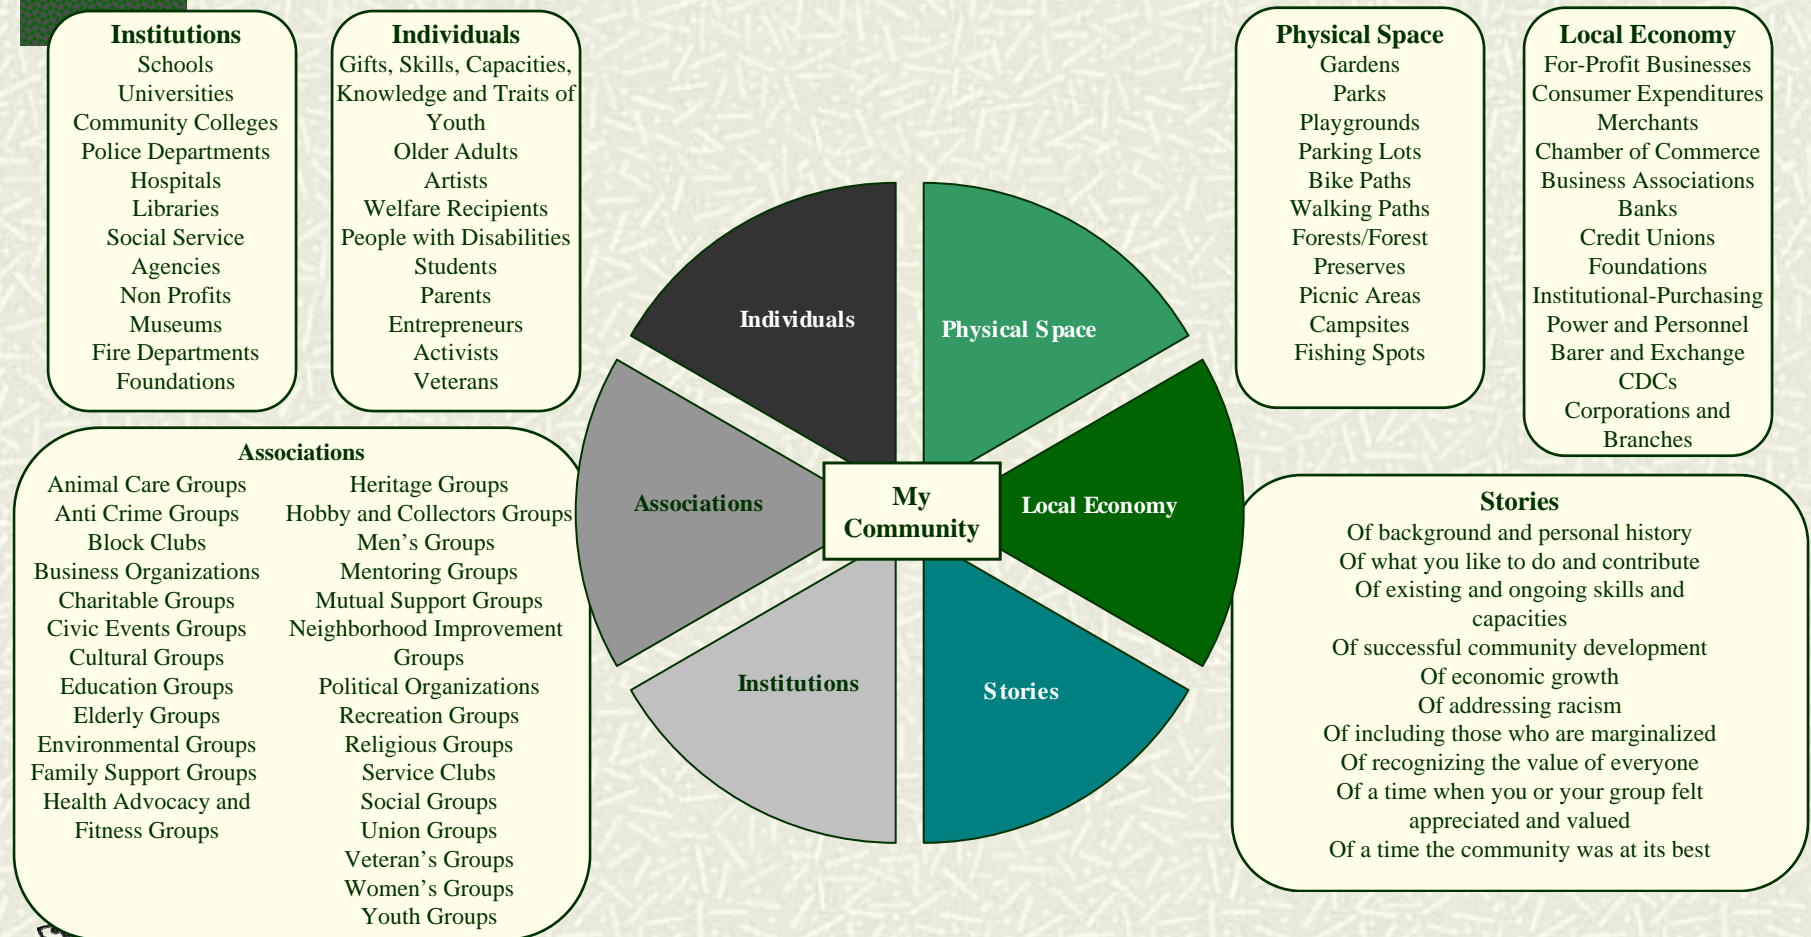 Institutions
Schools
Universities
Community Colleges
Police Departments
Hospitals
Libraries
Social Service
Agencies
Non Profits
Museums
Fire Departments
Foundations
Individuals
Gifts, Skills, Capacities,
Knowledge and Traits of
Youth
Older Adults
Artists
Welfare Recipients
People with Disabilities
Students
Parents
Entrepreneurs
Activists
Veterans
Physical Space
Gardens
Parks
Playgrounds
Parking Lots
Bike Paths
Walking Paths
Forests/Forest
Preserves
Picnic Areas
Campsites
Fishing Spots
Local Economy
For-Profit Businesses
Consumer Expenditures
Merchants
Chamber of Commerce
Business Associations
Banks
Credit Unions
Foundations
Institutional-Purchasing
Power and Personnel
Barer and Exchange
CDCs
Corporations and
Branches
Individuals
Physical Space
Associations
My
Community
Local Economy
Institutions
Stories
Associations
Animal Care Groups
Anti Crime Groups
Block Clubs
Business Organizations
Charitable Groups
Civic Events Groups
Cultural Groups
Education Groups
Elderly Groups
Environmental Groups
Family Support Groups
Health Advocacy and
Fitness Groups
Heritage Groups
Hobby and Collectors Groups
Men’s Groups
Mentoring Groups
Mutual Support Groups
Neighborhood Improvement
Groups
Political Organizations
Recreation Groups
Religious Groups
Service Clubs
Social Groups
Union Groups
Veteran’s Groups
Women’s Groups
Youth Groups
Stories
Of background and personal history
Of what you like to do and contribute
Of existing and ongoing skills and
capacities
Of successful community development
Of economic growth
Of addressing racism
Of including those who are marginalized
Of recognizing the value of everyone
Of a time when you or your group felt
appreciated and valued
Of a time the community was at its best